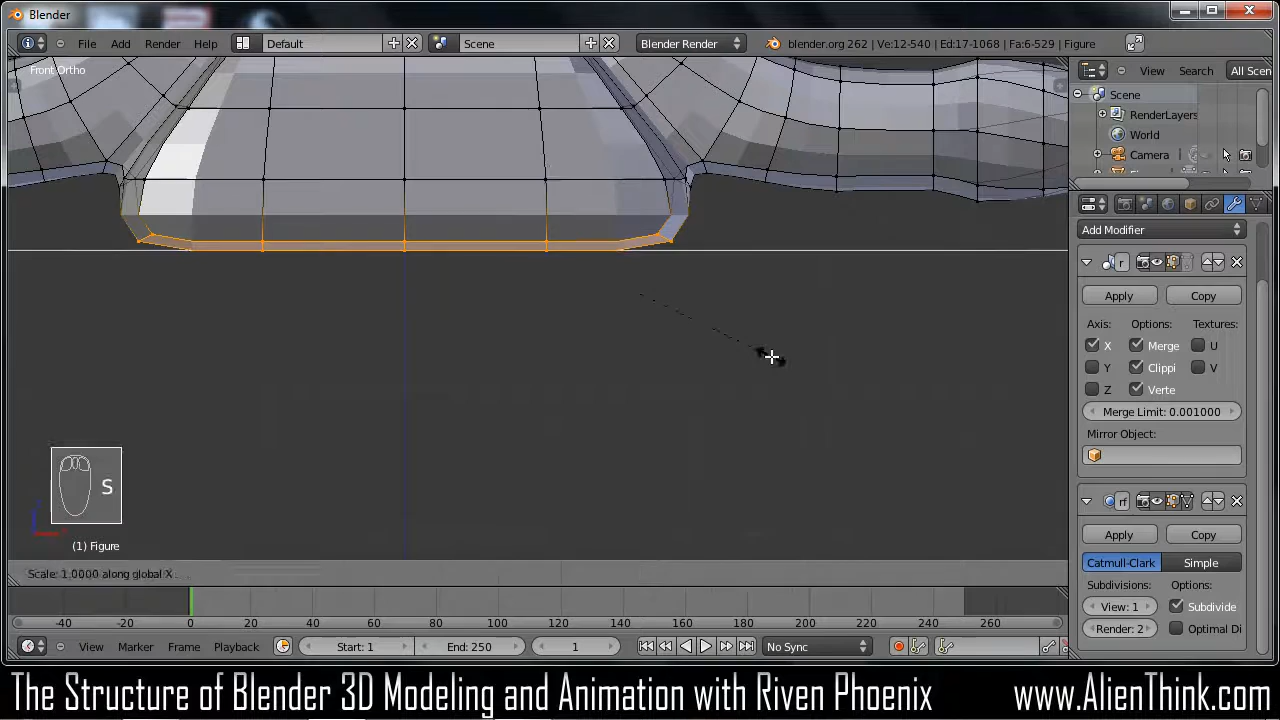 Blender
File Add Render Help Default Scene Blender Render blender.org 262 | Ve:12-540 | Ed:17-1068 | Fa:6-529 | Figure
Front Ortho
View Search All Scen
Scene
RenderLayers
World
Camera
Add Modifier
Apply Copy
Axis: Options: Textures:
X Merge U
Y Clippi V
Z Verte
Merge Limit: 0.001000
Mirror Object:
Apply Copy
Catmull-Clark Simple
Subdivisions: Options:
View: 1 Subdivide
Render: 2 Optimal Di
S
(1) Figure
Scale: 1.0000 along global X
-40 -20 0 20 40 60 80 100 120 140 160 180 200 220 240 260
View Marker Frame Playback Start: 1 End: 250 1 No Sync
The Structure of Blender 3D Modeling and Animation with Riven Phoenix www.AlienThink.com